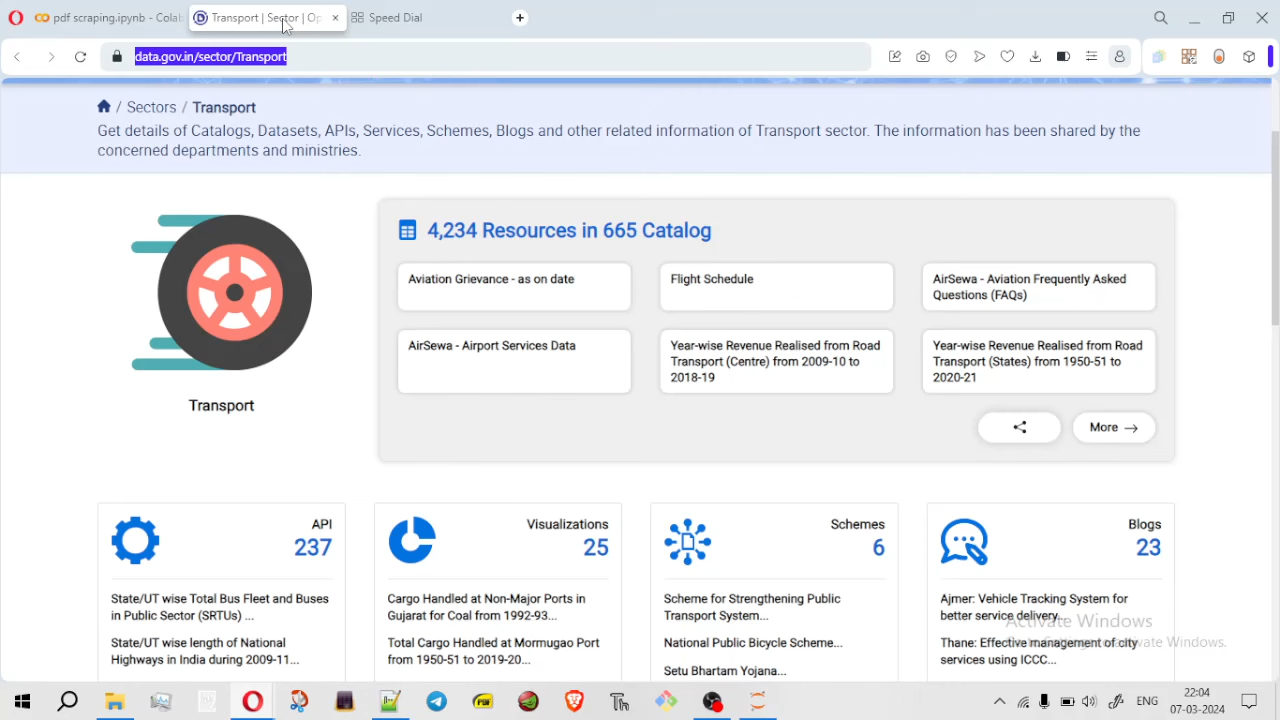 pdf scraping.ipynb - Colab
Transport | Sector | Op
Speed Dial
data.gov.in/sector/Transport
/ Sectors / Transport
Get details of Catalogs, Datasets, APIs, Services, Schemes, Blogs and other related information of Transport sector. The information has been shared by the
concerned departments and ministries.
Transport
4,234 Resources in 665 Catalog
Aviation Grievance - as on date
Flight Schedule
AirSewa - Aviation Frequently Asked
Questions (FAQs)
AirSewa - Airport Services Data
Year-wise Revenue Realised from Road
Transport (Centre) from 2009-10 to
2018-19
Year-wise Revenue Realised from Road
Transport (States) from 1950-51 to
2020-21
More →
API
237
State/UT wise Total Bus Fleet and Buses
in Public Sector (SRTUs) ...
State/UT wise length of National
Highways in India during 2009-11...
Visualizations
25
Cargo Handled at Non-Major Ports in
Gujarat for Coal from 1992-93...
Total Cargo Handled at Mormugao Port
from 1950-51 to 2019-20...
Schemes
6
Scheme for Strengthening Public
Transport System...
National Public Bicycle Scheme...
Setu Bhartam Yojana...
Blogs
23
Ajmer: Vehicle Tracking System for
better service delivery
Thane: Effective management of city
services using ICCC...
Activate Windows
Go to Settings to activate Windows.
ENG
22:04
07-03-2024